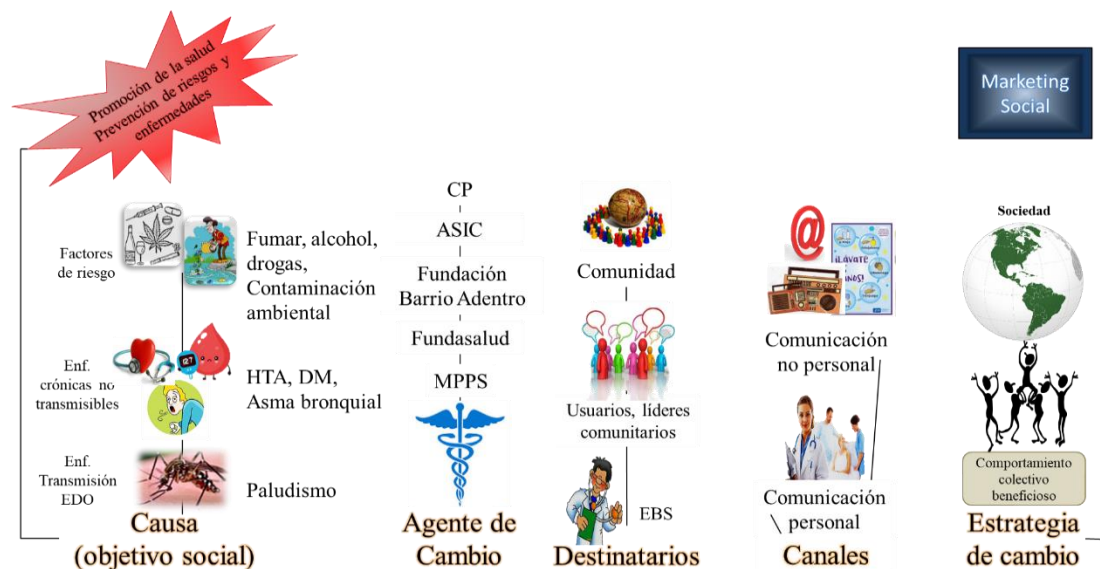 Promoción de la salud
Prevención de riesgos y
enfermedades
Marketing
Social
Factores
de riesgo
Fumar, alcohol,
drogas,
Contaminación
ambiental
Enf.
crónicas no
transmisibles
127
HTA, DM,
Asma bronquial
Enf.
Transmisión
EDO
Paludismo
Causa
(objetivo social)
CP
ASIC
Fundación
Barrio Adentro
Fundasalud
MPPS
Agente de
Cambio
Comunidad
Usuarios, líderes
comunitarios
EBS
Destinatarios
@
¡LÁVATE
Comunicación
no personal
Comunicación
personal
Canales
Sociedad
Comportamiento
colectivo
beneficioso
Estrategia
de cambio